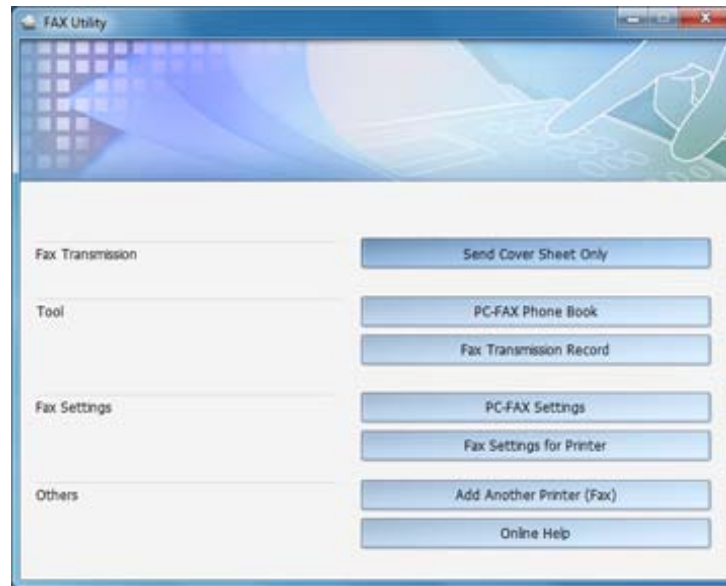 FAX Utility
Fax Transmission
Send Cover Sheet Only
Tool
PC-FAX Phone Book
Fax Transmission Record
Fax Settings
PC-FAX Settings
Fax Settings for Printer
Others
Add Another Printer (Fax)
Online Help